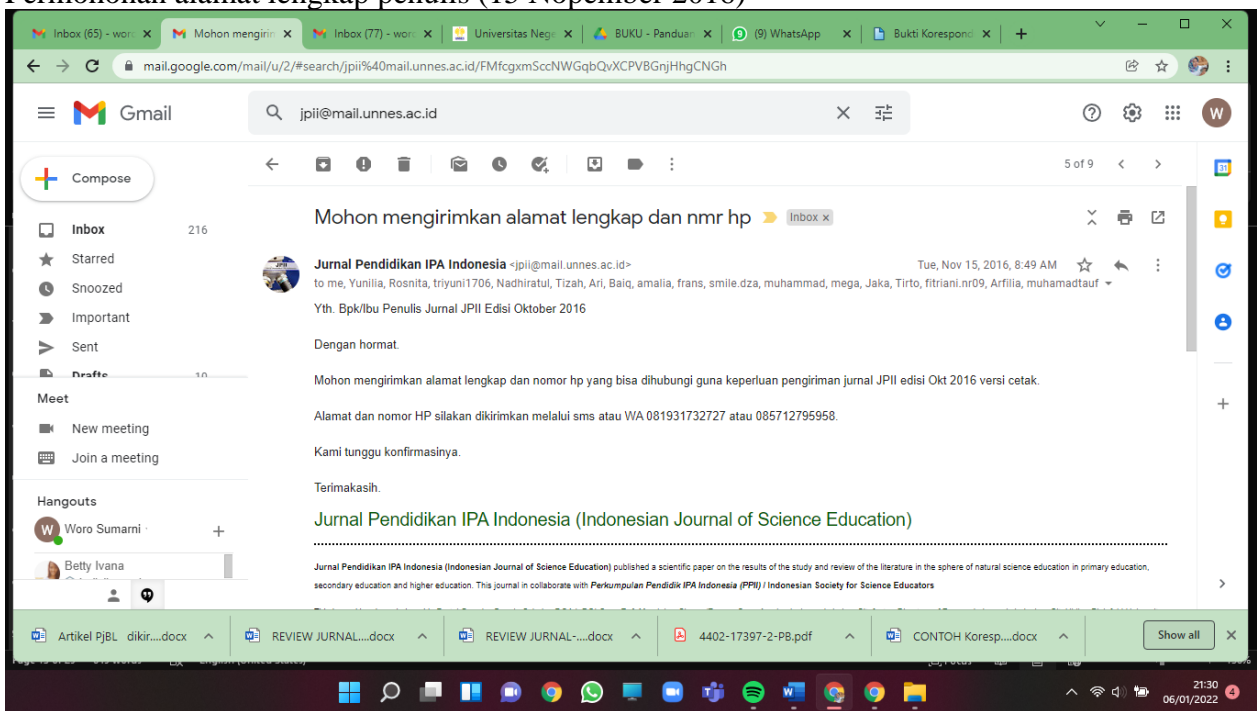 Permohonan alamat lengkap penulis (15 Nopember 2016)
Inbox (65) - worc
Mohon mengirin
Inbox (77) - worc
Universitas Nege
BUKU - Panduan
(9) WhatsApp
Bukti Korespond
mail.google.com/mail/u/2/#search/jpii%40mail.unnes.ac.id/FMfcgxmSccNWGqbQvXCPVBGnjHhgCNGh
Gmail
jpii@mail.unnes.ac.id
W
Compose
5 of 9
31
Mohon mengirimkan alamat lengkap dan nmr hp
Inbox x
Inbox 216
Starred
Snoozed
Important
Sent
Drafts 10
Jurnal Pendidikan IPA Indonesia <jpii@mail.unnes.ac.id>
Tue, Nov 15, 2016, 8:49 AM
to me, Yunilia, Rosnita, triyuni1706, Nadhiratul, Tizah, Ari, Baiq, amalia, frans, smile.dza, muhammad, mega, Jaka, Tirto, fitriani.nr09, Arfilia, muhamadtauf
Yth. Bpk/Ibu Penulis Jurnal JPII Edisi Oktober 2016
Dengan hormat.
Mohon mengirimkan alamat lengkap dan nomor hp yang bisa dihubungi guna keperluan pengiriman jurnal JPII edisi Okt 2016 versi cetak.
Alamat dan nomor HP silakan dikirimkan melalui sms atau WA 081931732727 atau 085712795958.
Kami tunggu konfirmasinya.
Terimakasih.
Jurnal Pendidikan IPA Indonesia (Indonesian Journal of Science Education)
Jurnal Pendidikan IPA Indonesia (Indonesian Journal of Science Education) published a scientific paper on the results of the study and review of the literature in the sphere of natural science education in primary education,
secondary education and higher education. This journal in collaborate with Perkumpulan Pendidik IPA Indonesia (PPII) / Indonesian Society for Science Educators
Meet
New meeting
Join a meeting
Hangouts
W
Woro Sumarni
Betty Ivana
Artikel PjBL dikir....docx
REVIEW JURNAL....docx
REVIEW JURNAL-....docx
4402-17397-2-PB.pdf
CONTOH Koresp....docx
Show all
21:30
06/01/2022
4